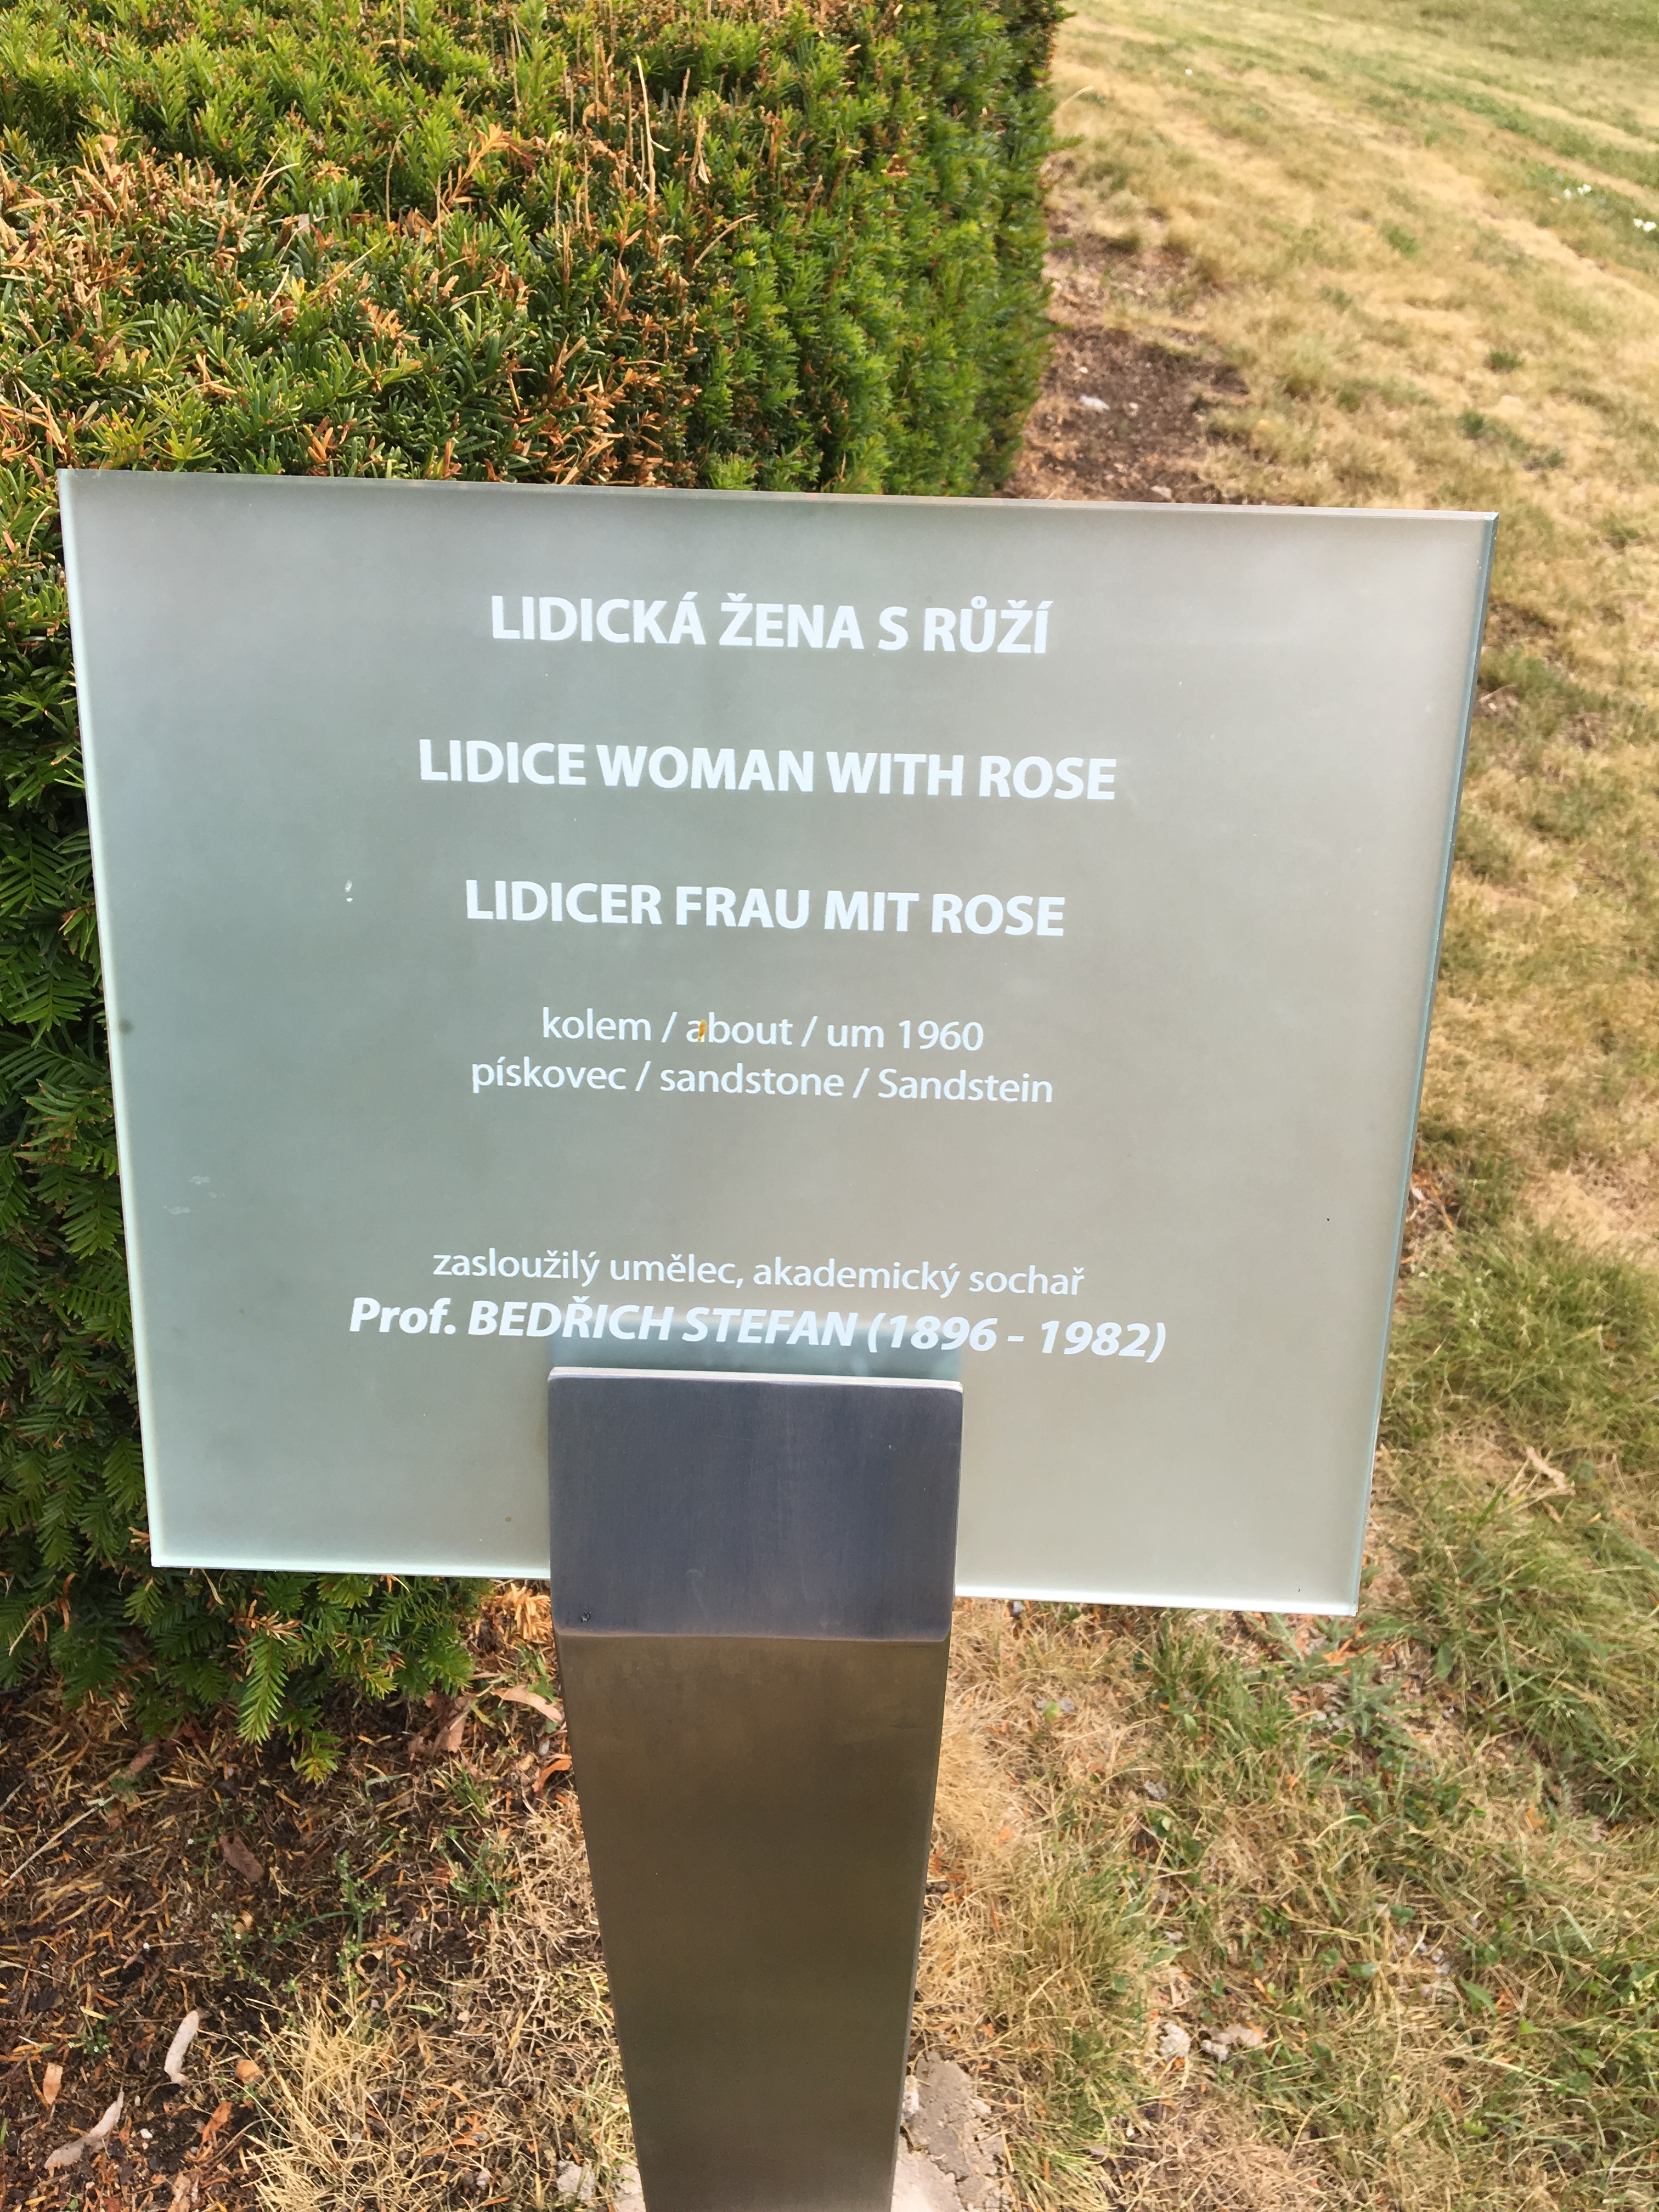 LIDICKÁ ŽENA S RŮŽÍ
LIDICE WOMAN WITH ROSE
LIDICER FRAU MIT ROSE
kolem / about / um 1960
pískovec / sandstone / Sandstein
zasloužilý umělec, akademický sochař
Prof. BEDŘICH STEFAN (1896 - 1982)